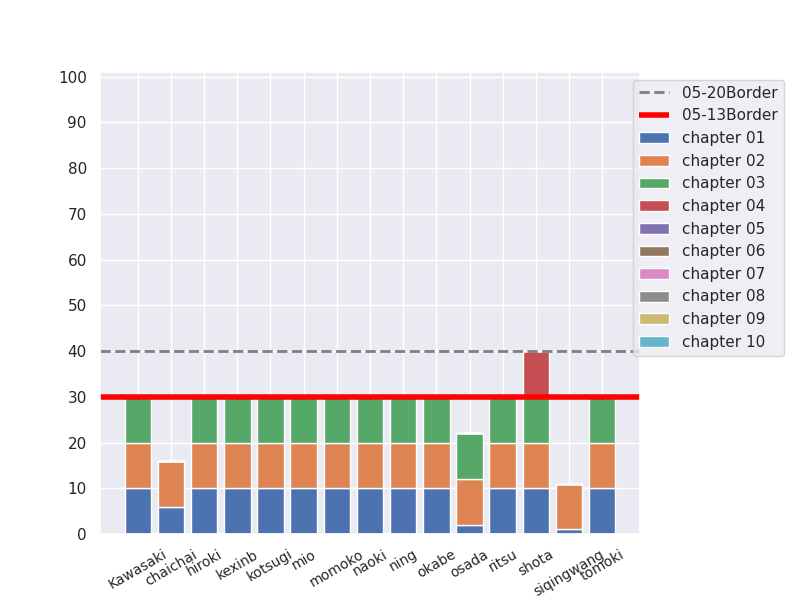 100
90
80
70
60
50
40
30
20
10
0
05-20Border
05-13Border
chapter 01
chapter 02
chapter 03
chapter 04
chapter 05
chapter 06
chapter 07
chapter 08
chapter 09
chapter 10
Kawasaki
chaichai
hiroki
kexinb
kotsugi
mio
momoko
naoki
ning
okabe
osada
ritsu
shota
siqingwang
tomoki